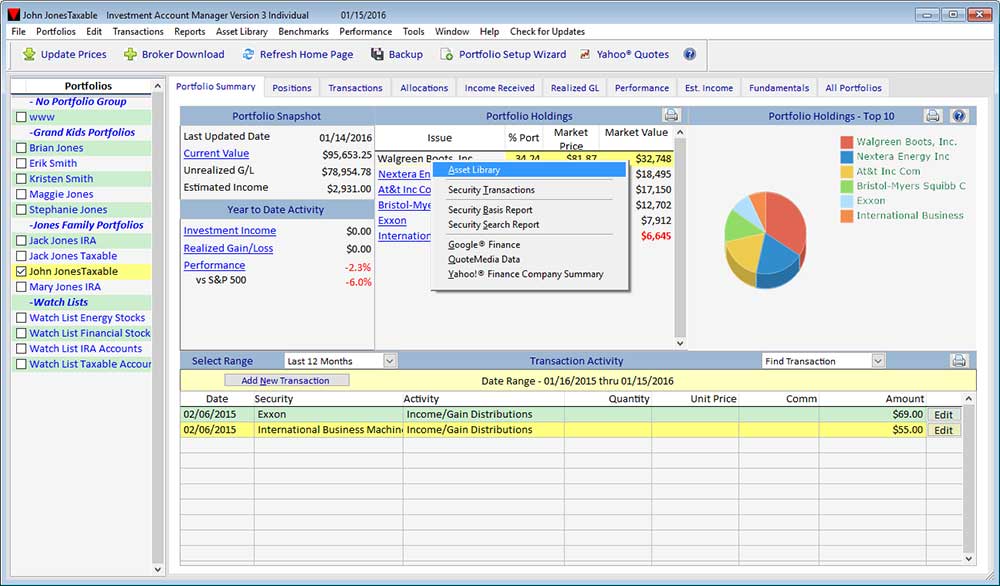 John JonesTaxable Investment Account Manager Version 3 Individual 01/15/2016
File Portfolios Edit Transactions Reports Asset Library Benchmarks Performance Tools Window Help Check for Updates
Update Prices Broker Download Refresh Home Page Backup Portfolio Setup Wizard Yahoo® Quotes ?
Portfolios
- No Portfolio Group
www
-Grand Kids Portfolios
Brian Jones
Erik Smith
Kristen Smith
Maggie Jones
Stephanie Jones
-Jones Family Portfolios
Jack Jones IRA
Jack Jones Taxable
John JonesTaxable
Mary Jones IRA
-Watch Lists
Watch List Energy Stocks
Watch List Financial Stock
Watch List IRA Accounts
Watch List Taxable Accour
Portfolio Summary Positions Transactions Allocations Income Received Realized GL Performance Est. Income Fundamentals All Portfolios
Portfolio Snapshot
Last Updated Date 01/14/2016
Current Value $95,653.25
Unrealized G/L $78,954.78
Estimated Income $2,931.00
Year to Date Activity
Investment Income $0.00
Realized Gain/Loss $0.00
Performance -2.3%
vs S&P 500 -6.0%
Portfolio Holdings
Issue % Port Market Price Market Value
Walgreen Boots, Inc. 34.24 $81.87 $32,748
Nextera En $18,495
At&t Inc Co $17,150
Bristol-Mye $12,702
Exxon $7,912
Internation $6,645
Asset Library
Security Transactions
Security Basis Report
Security Search Report
Google® Finance
QuoteMedia Data
Yahoo!® Finance Company Summary
Portfolio Holdings - Top 10 ?
Walgreen Boots, Inc.
Nextera Energy Inc
At&t Inc Com
Bristol-Myers Squibb C
Exxon
International Business
Select Range Last 12 Months Transaction Activity Find Transaction
Add New Transaction Date Range - 01/16/2015 thru 01/15/2016
Date Security Activity Quantity Unit Price Comm Amount
02/06/2015 Exxon Income/Gain Distributions $69.00 Edit
02/06/2015 International Business Machine Income/Gain Distributions $55.00 Edit